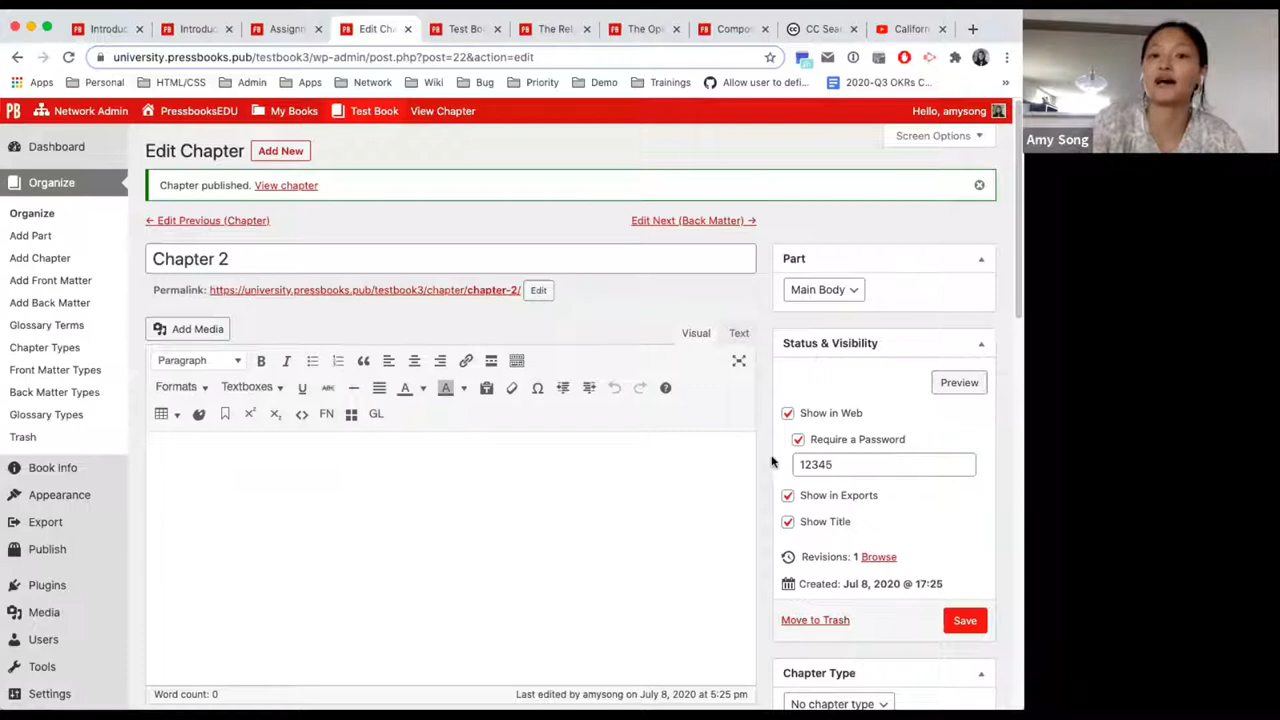 Introduc
Introduc
Assignn
Edit Cha
Test Bo
The Rel
The Op
Compo
CC Sea
Californ
university.pressbooks.pub/testbook3/wp-admin/post.php?post=22&action=edit
Apps Personal HTML/CSS Admin Apps Network Wiki Bug Priority Demo Trainings Allow user to defi... 2020-Q3 OKRs C... »
Network Admin PressbooksEDU My Books Test Book View Chapter Hello, amysong
Amy Song
Screen Options
Dashboard
Organize
Organize
Add Part
Add Chapter
Add Front Matter
Add Back Matter
Glossary Terms
Chapter Types
Front Matter Types
Back Matter Types
Glossary Types
Trash
Book Info
Appearance
Export
Publish
Plugins
Media
Users
Tools
Settings
Edit Chapter Add New
Chapter published. View chapter
← Edit Previous (Chapter) Edit Next (Back Matter) →
Chapter 2
Permalink: https://university.pressbooks.pub/testbook3/chapter/chapter-2/ Edit
Add Media Visual Text
Paragraph B I
Formats Textboxes U ABC A A Ω
X² X₂ <> FN GL
Word count: 0 Last edited by amysong on July 8, 2020 at 5:25 pm
Part
Main Body
Status & Visibility
Preview
Show in Web
Require a Password
12345
Show in Exports
Show Title
Revisions: 1 Browse
Created: Jul 8, 2020 @ 17:25
Move to Trash Save
Chapter Type
No chapter type